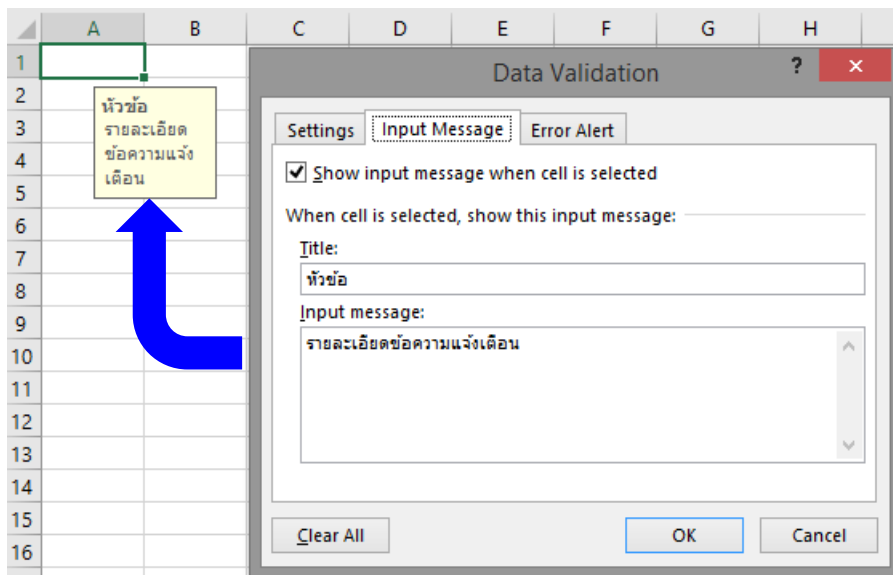 A B C D E F G H
1
2
3
4
5
6
7
8
9
10
11
12
13
14
15
16
หัวข้อ
รายละเอียด
ข้อความแจ้ง
เตือน
Data Validation ? ×
Settings Input Message Error Alert
Show input message when cell is selected
When cell is selected, show this input message:
Title:
หัวข้อ
Input message:
รายละเอียดข้อความแจ้งเตือน
Clear All OK Cancel